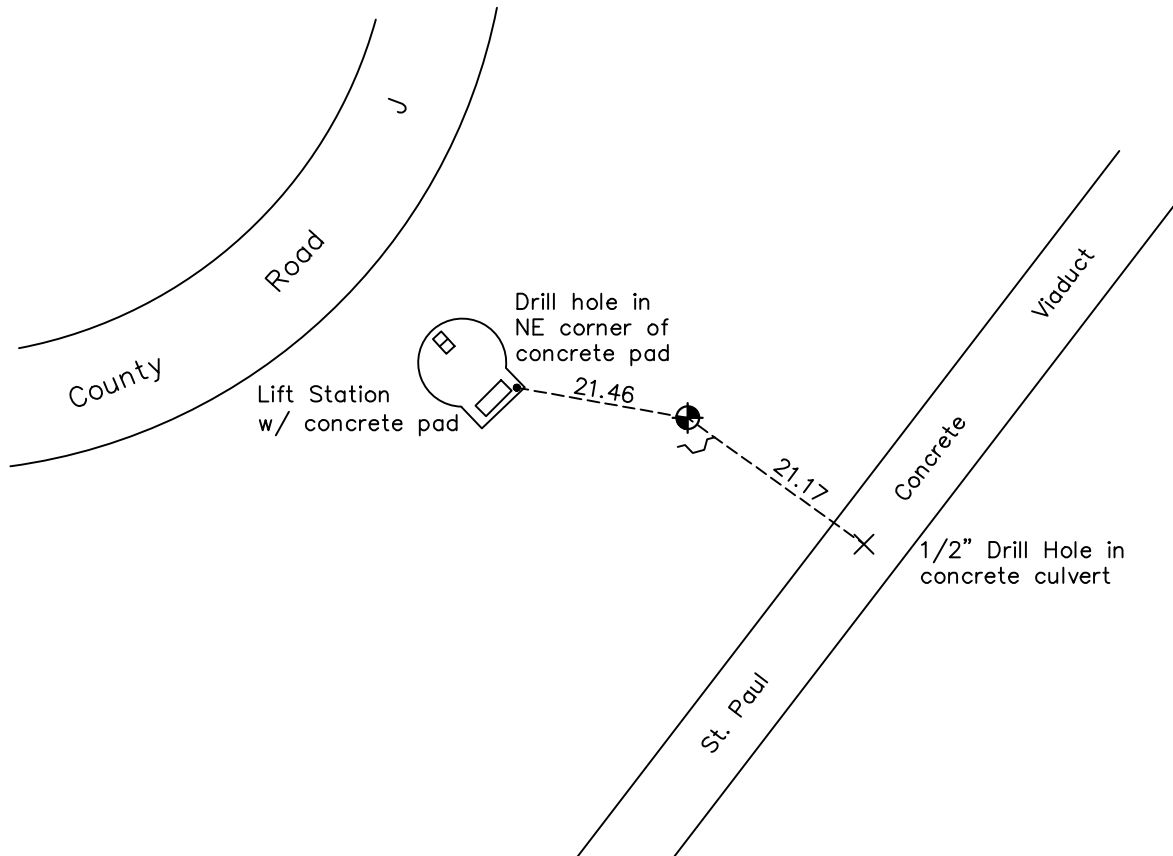 County Road J
Drill hole in
NE corner of
concrete pad
Lift Station
w/ concrete pad
21.46
21.17
St. Paul Concrete Viaduct
1/2" Drill Hole in
concrete culvert